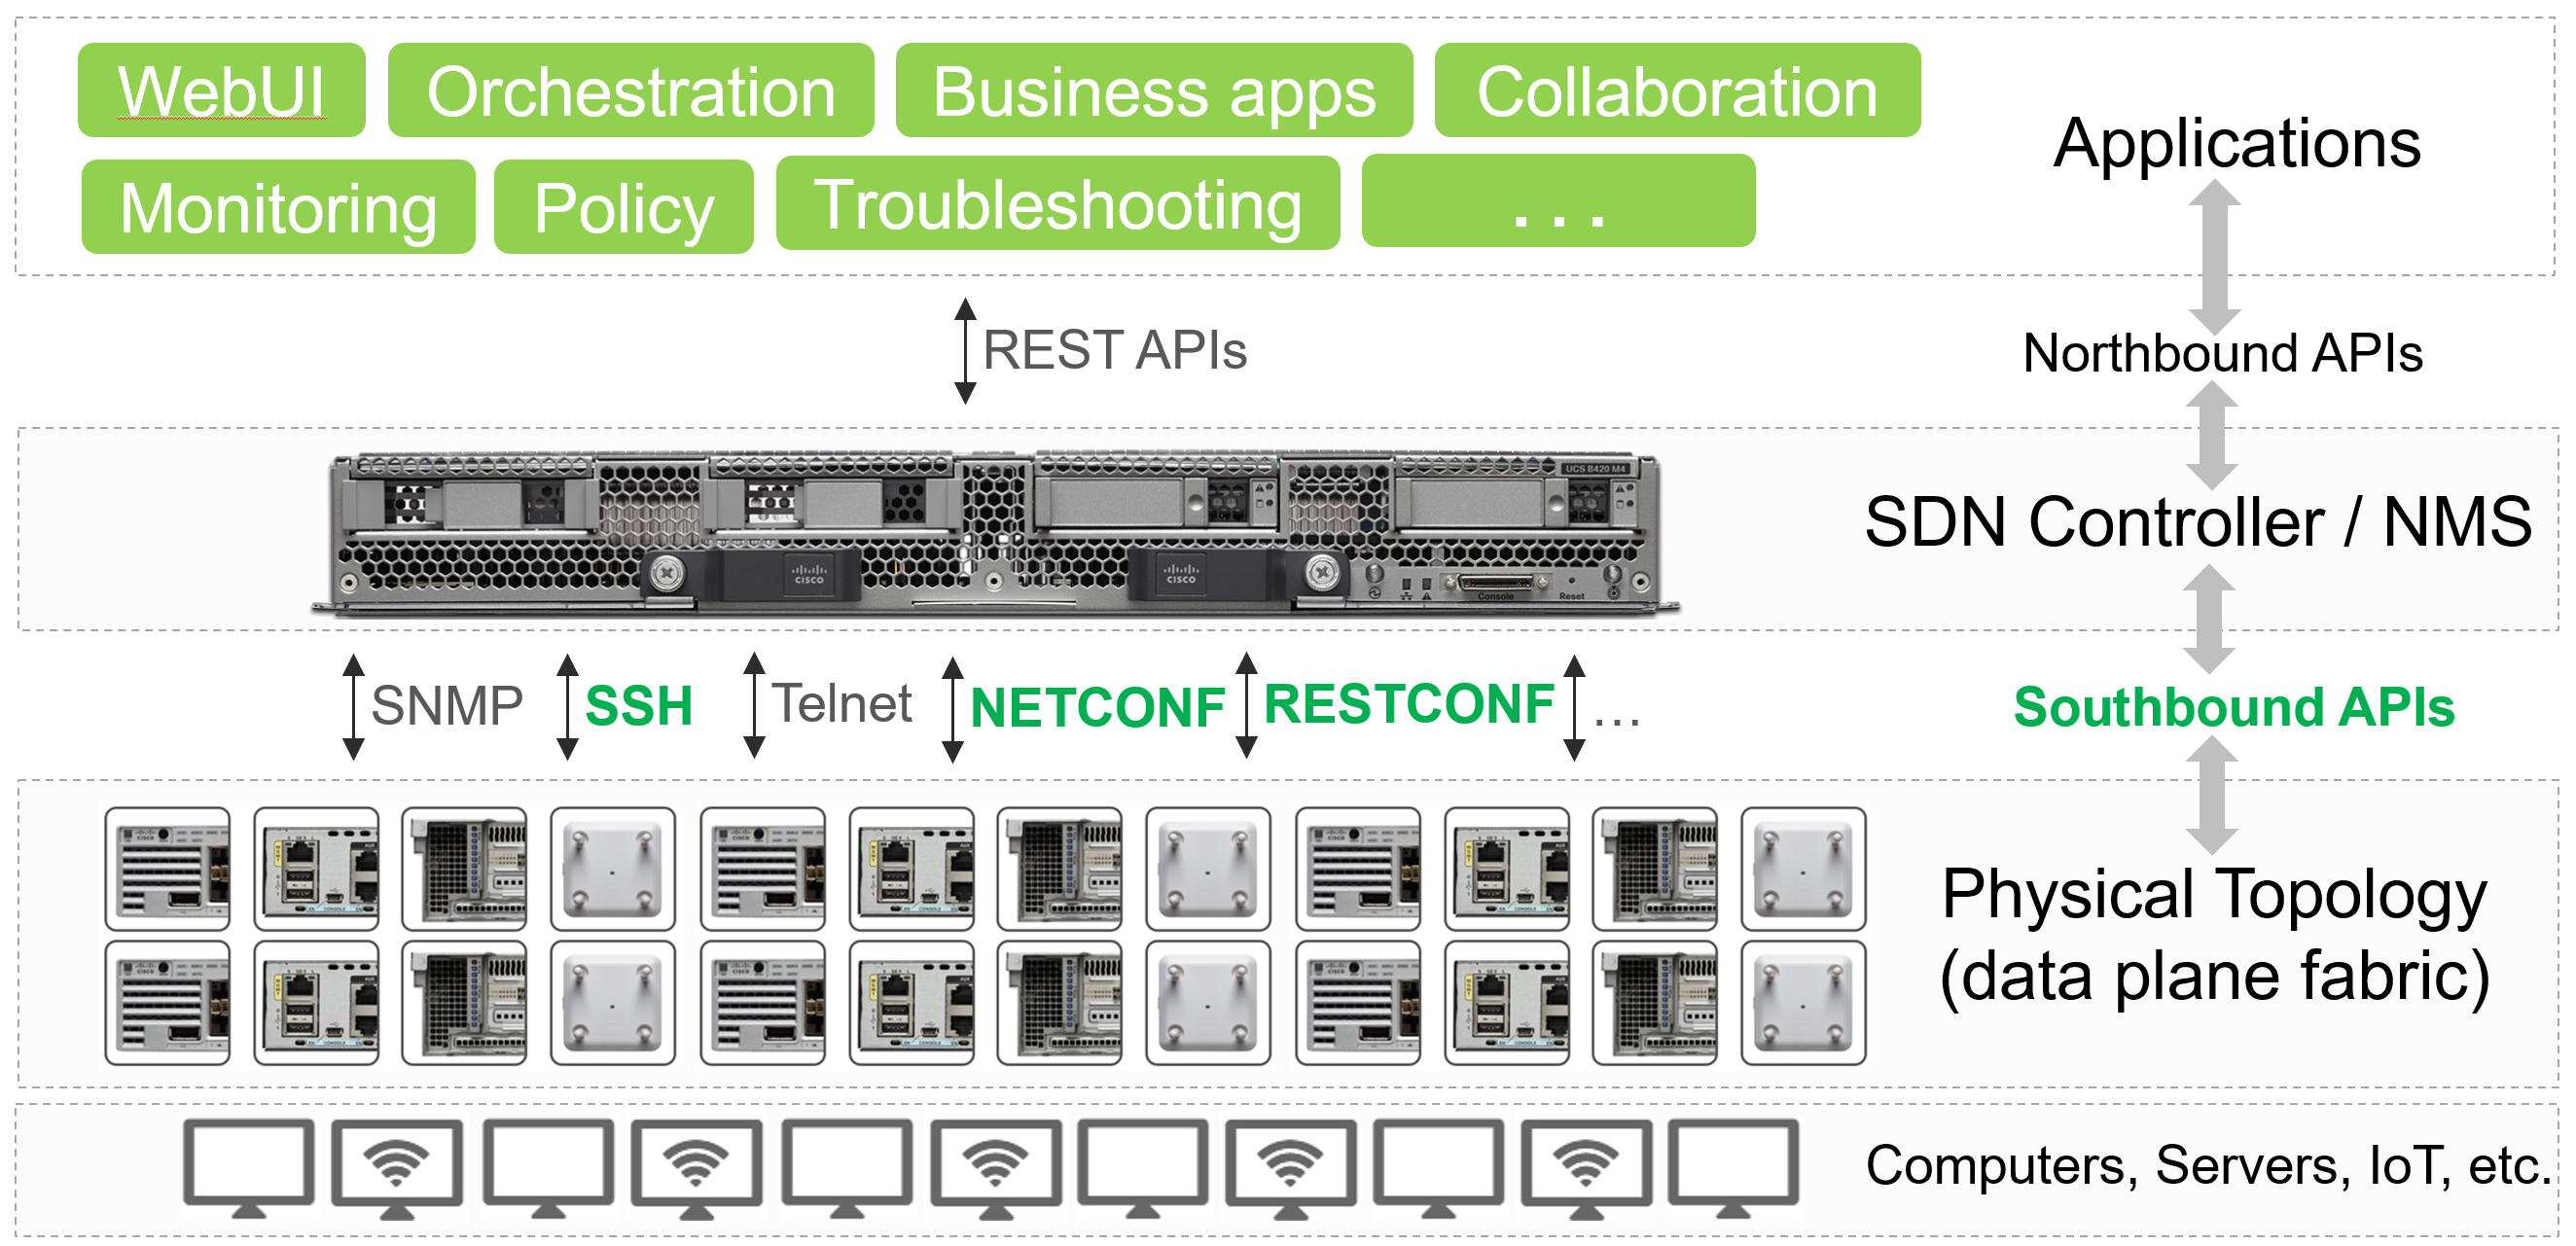 WebUI Orchestration Business apps Collaboration
Monitoring Policy Troubleshooting . . .
Applications
REST APIs
Northbound APIs
UCS B420 M4
SDN Controller / NMS
CISCO CISCO
Console Reset
SNMP SSH Telnet NETCONF RESTCONF ...
Southbound APIs
Physical Topology
(data plane fabric)
Computers, Servers, IoT, etc.